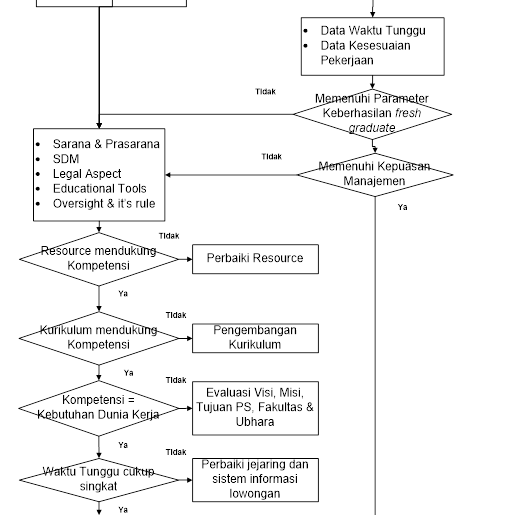 Data Waktu Tunggu
Data Kesesuaian
Pekerjaan
Tidak
Memenuhi Parameter
Keberhasilan fresh
graduate
Sarana & Prasarana
SDM
Legal Aspect
Educational Tools
Oversight & it's rule
Tidak
Memenuhi Kepuasan
Manajemen
Ya
Tidak
Resource mendukung
Kompetensi
Perbaiki Resource
Ya
Tidak
Kurikulum mendukung
Kompetensi
Pengembangan
Kurikulum
Ya
Tidak
Kompetensi =
Kebutuhan Dunia Kerja
Evaluasi Visi, Misi,
Tujuan PS, Fakultas &
Ubhara
Ya
Tidak
Waktu Tunggu cukup
singkat
Perbaiki jejaring dan
sistem informasi
lowongan
Ya